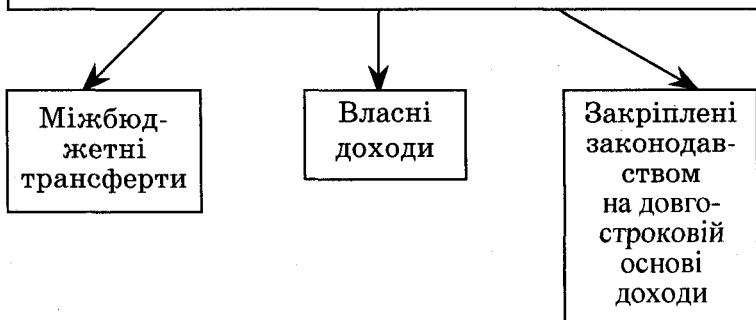 Міжбюд-
жетні
трансферти
Власні
доходи
Закріплені
законодав-
ством
на довго-
строковій
основі
доходи